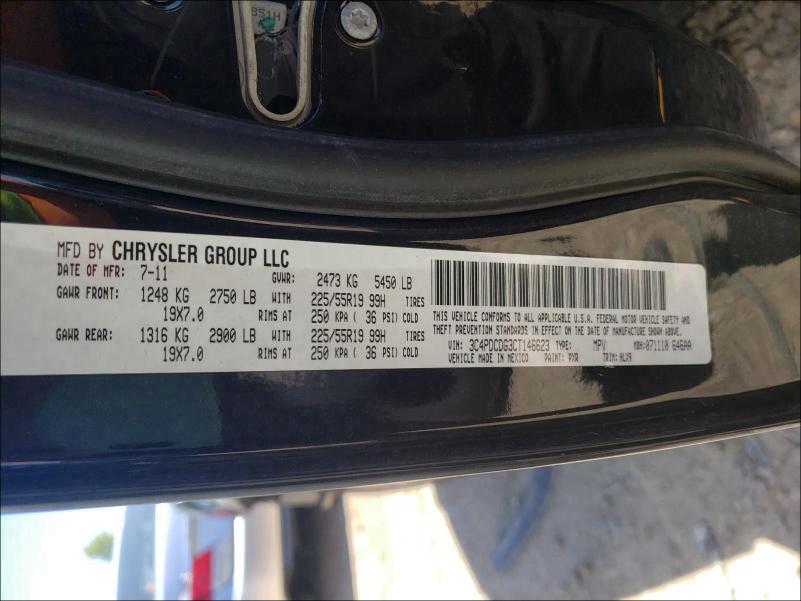 BS1H
MFD BY CHRYSLER GROUP LLC
DATE OF MFR: 7-11 GVWR: 2473 KG 5450 LB
GAWR FRONT: 1248 KG 2750 LB WITH 225/55R19 99H TIRES
19X7.0 RIMS AT 250 KPA ( 36 PSI) COLD
GAWR REAR: 1316 KG 2900 LB WITH 225/55R19 99H TIRES
19X7.0 RIMS AT 250 KPA ( 36 PSI) COLD
THIS VEHICLE CONFORMS TO ALL APPLICABLE U.S.A. FEDERAL MOTOR VEHICLE SAFETY AND
THEFT PREVENTION STANDARDS IN EFFECT ON THE DATE OF MANUFACTURE SHOWN ABOVE.
VIN: 3C4PDCDG3CT146623 TYPE: MPV MDH: 071110 646AA
VEHICLE MADE IN MEXICO PAINT: PXR TRIM: HLX9